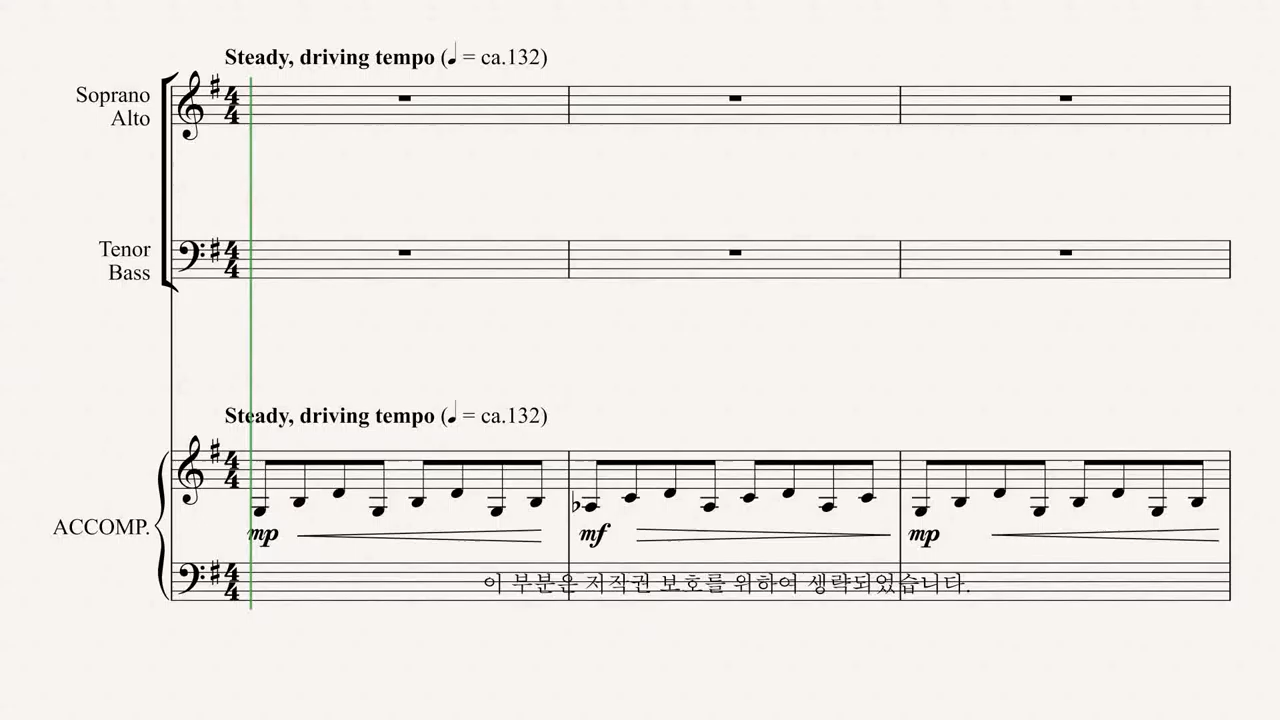 Steady, driving tempo (♩ = ca.132)
Soprano
Alto
Tenor
Bass
Steady, driving tempo (♩ = ca.132)
ACCOMP.
mp mf mp
이 부분은 저작권 보호를 위하여 생략되었습니다.